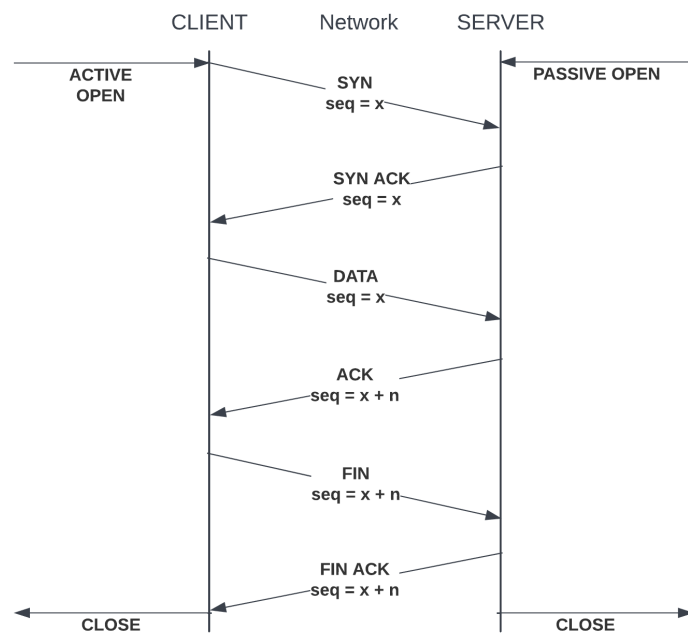 CLIENT
Network
SERVER
ACTIVE
OPEN
PASSIVE OPEN
SYN
seq = x
SYN ACK
seq = x
DATA
seq = x
ACK
seq = x + n
FIN
seq = x + n
FIN ACK
seq = x + n
CLOSE
CLOSE